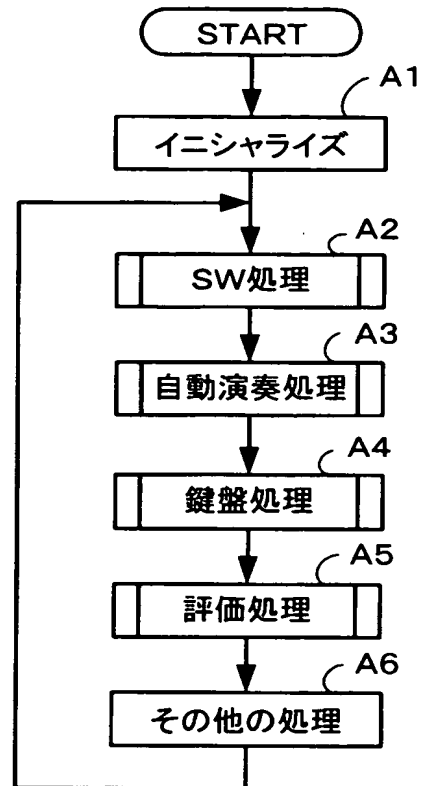 START
A1
イニシャライズ
A2
SW処理
A3
自動演奏処理
A4
鍵盤処理
A5
評価処理
A6
その他の処理